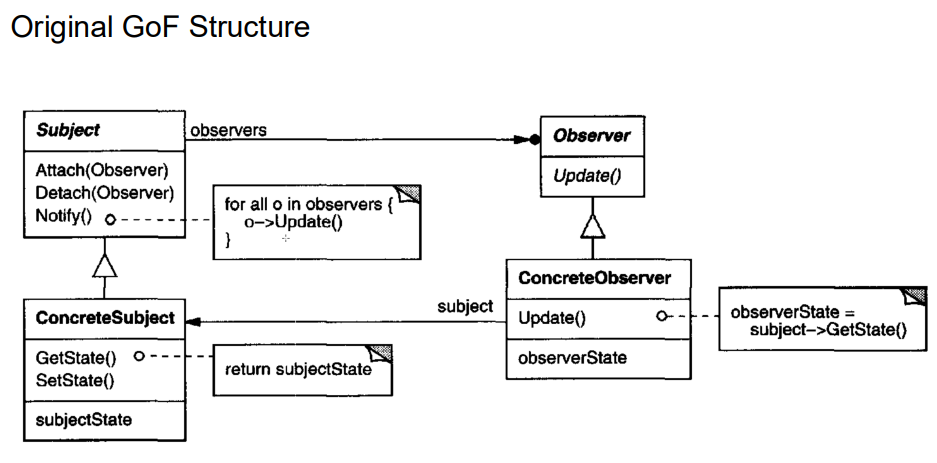 Original GoF Structure
Subject
Attach(Observer)
Detach(Observer)
Notify()
observers
for all o in observers {
o->Update()
}
Observer
Update()
ConcreteSubject
GetState()
SetState()
subjectState
return subjectState
subject
ConcreteObserver
Update()
observerState
observerState =
subject->GetState()